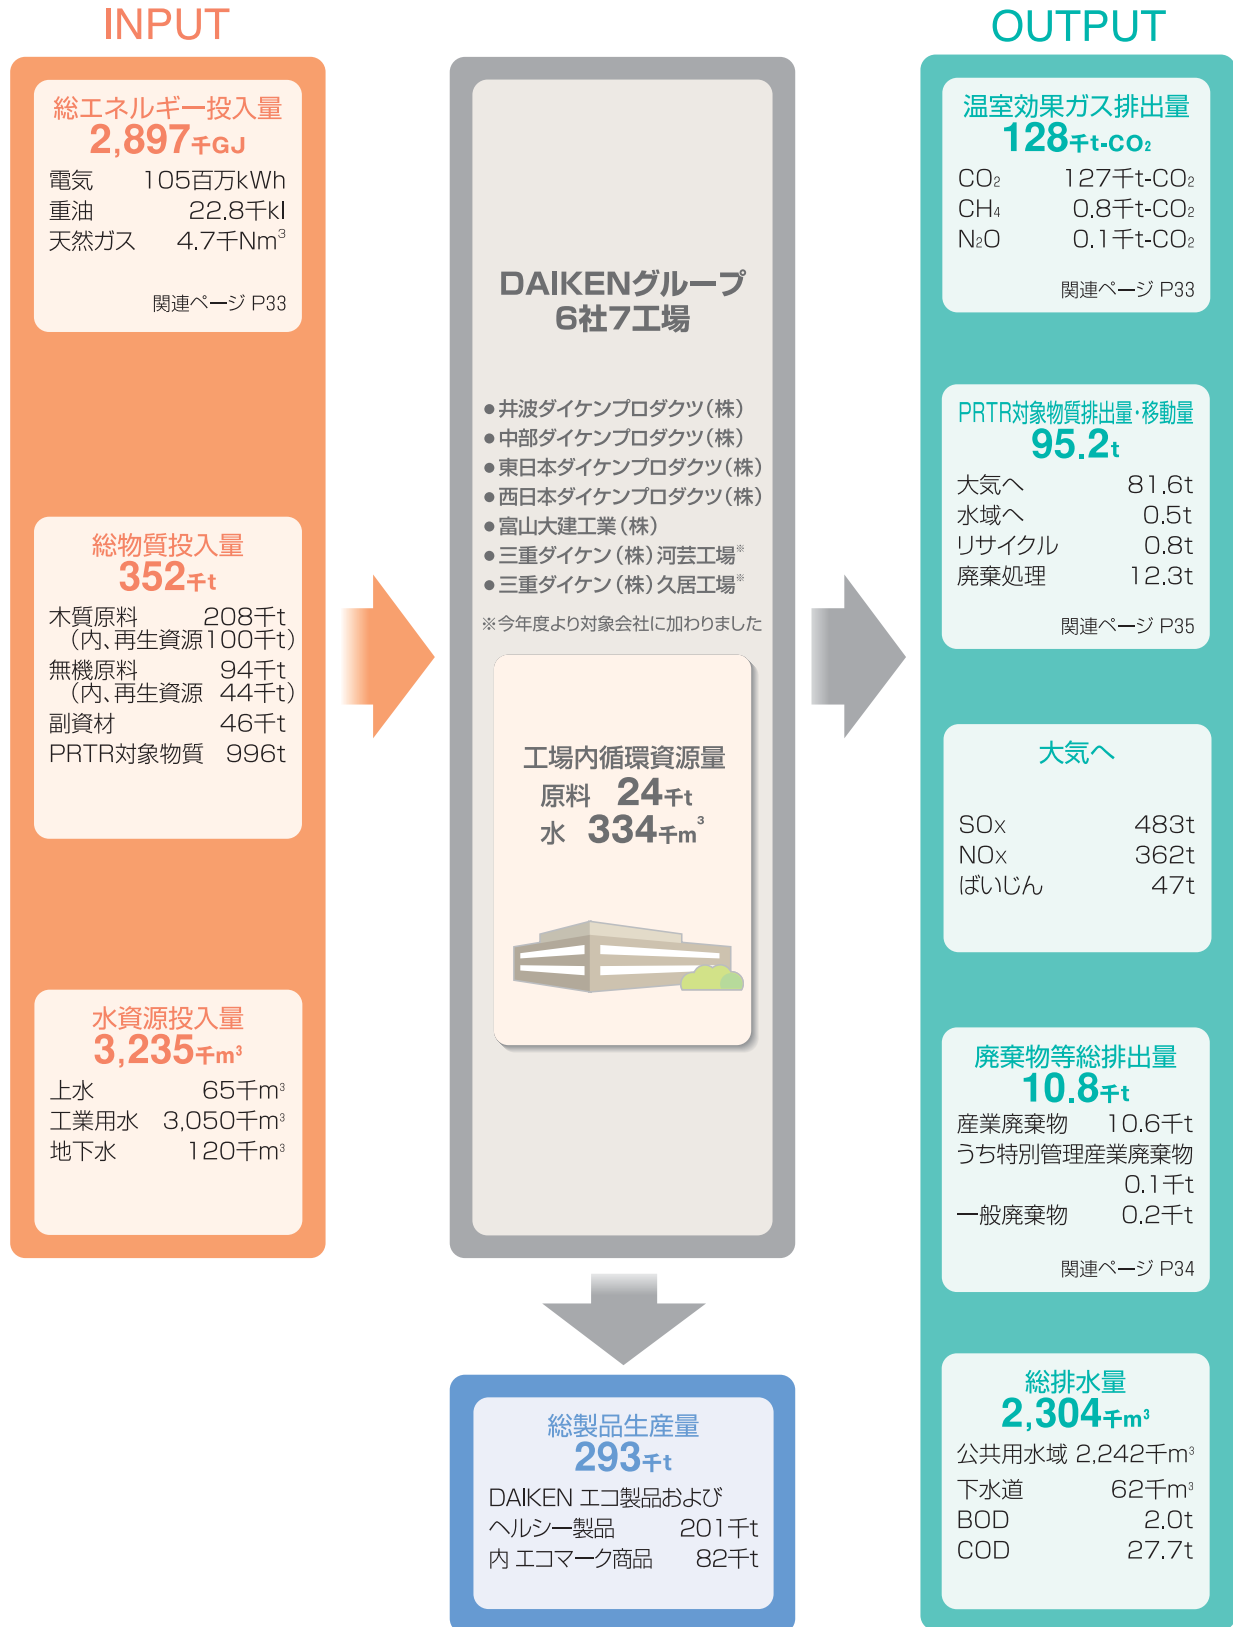 INPUT
総エネルギー投入量
2,897千GJ
電気 105百万kWh
重油 22.8千kl
天然ガス 4.7千Nm³
関連ページ P33
総物質投入量
352千t
木質原料 208千t
(内、再生資源100千t)
無機原料 94千t
(内、再生資源 44千t)
副資材 46千t
PRTR対象物質 996t
水資源投入量
3,235千m³
上水 65千m³
工業用水 3,050千m³
地下水 120千m³
DAIKENグループ
6社7工場
●井波ダイケンプロダクツ(株)
●中部ダイケンプロダクツ(株)
●東日本ダイケンプロダクツ(株)
●西日本ダイケンプロダクツ(株)
●富山大建工業(株)
●三重ダイケン(株)河芸工場※
●三重ダイケン(株)久居工場※
※今年度より対象会社に加わりました
工場内循環資源量
原料 24千t
水 334千m³
総製品生産量
293千t
DAIKEN エコ製品および
ヘルシー製品 201千t
内 エコマーク商品 82千t
OUTPUT
温室効果ガス排出量
128千t-CO₂
CO₂ 127千t-CO₂
CH₄ 0.8千t-CO₂
N₂O 0.1千t-CO₂
関連ページ P33
PRTR対象物質排出量・移動量
95.2t
大気へ 81.6t
水域へ 0.5t
リサイクル 0.8t
廃棄処理 12.3t
関連ページ P35
大気へ
SOx 483t
NOx 362t
ばいじん 47t
廃棄物等総排出量
10.8千t
産業廃棄物 10.6千t
うち特別管理産業廃棄物
0.1千t
一般廃棄物 0.2千t
関連ページ P34
総排水量
2,304千m³
公共用水域 2,242千m³
下水道 62千m³
BOD 2.0t
COD 27.7t